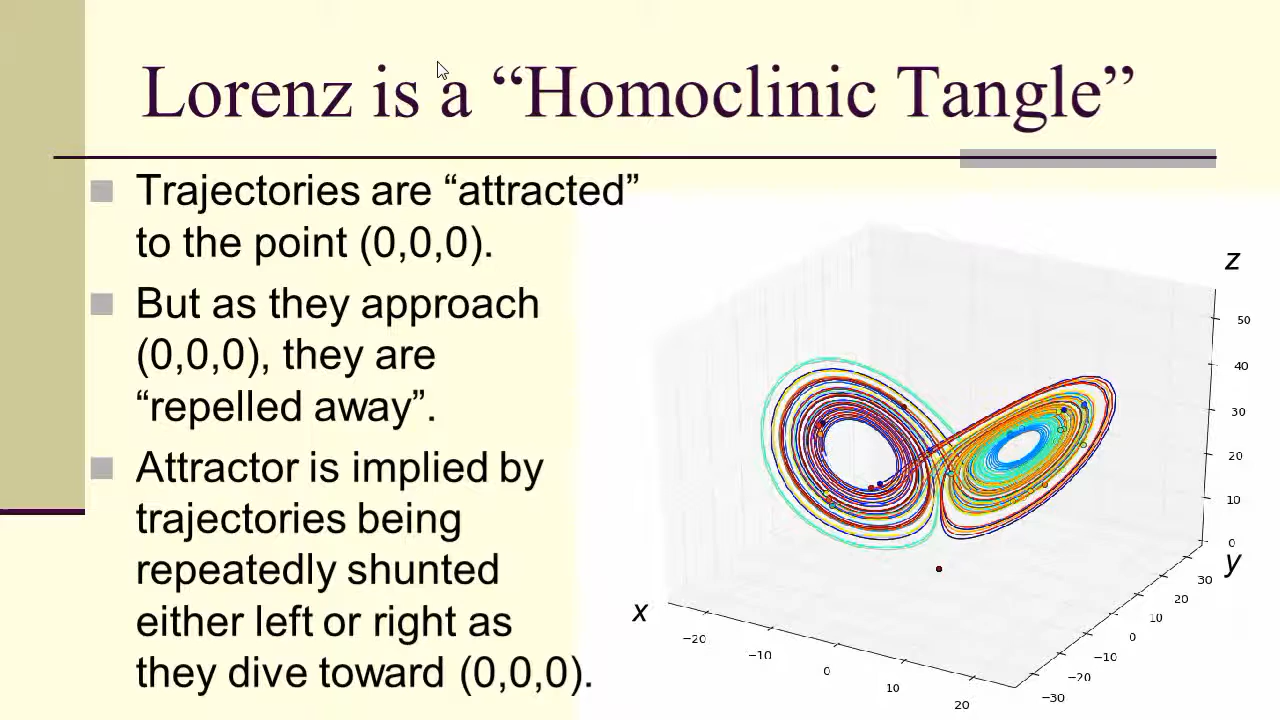 Lorenz is a “Homoclinic Tangle”
Trajectories are “attracted”
to the point (0,0,0).
But as they approach
(0,0,0), they are
“repelled away”.
Attractor is implied by
trajectories being
repeatedly shunted
either left or right as
they dive toward (0,0,0).
z
50
40
30
20
10
0
y
30
20
10
0
−10
−20
−30
x
−20
−10
0
10
20